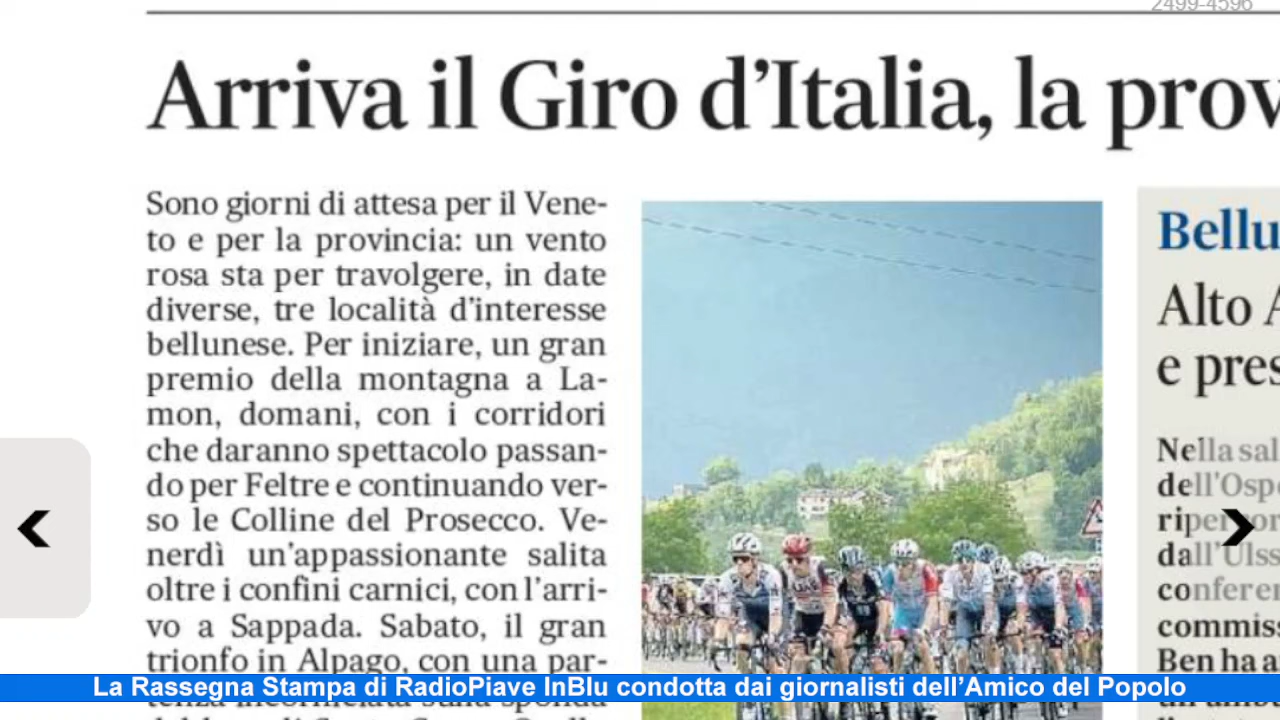 2499-4596
Arriva il Giro d'Italia, la prov
Sono giorni di attesa per il Vene-
to e per la provincia: un vento
rosa sta per travolgere, in date
diverse, tre località d'interesse
bellunese. Per iniziare, un gran
premio della montagna a La-
mon, domani, con i corridori
che daranno spettacolo passan-
do per Feltre e continuando ver-
so le Colline del Prosecco. Ve-
nerdì un'appassionante salita
oltre i confini carnici, con l'arri-
vo a Sappada. Sabato, il gran
trionfo in Alpago, con una par-
Bellu
Alto A
e pres
Nella sal
dell'Ospe
dall'Ulss
conferen
commiss
Ben ha a
La Rassegna Stampa di RadioPiave InBlu condotta dai giornalisti dell'Amico del Popolo